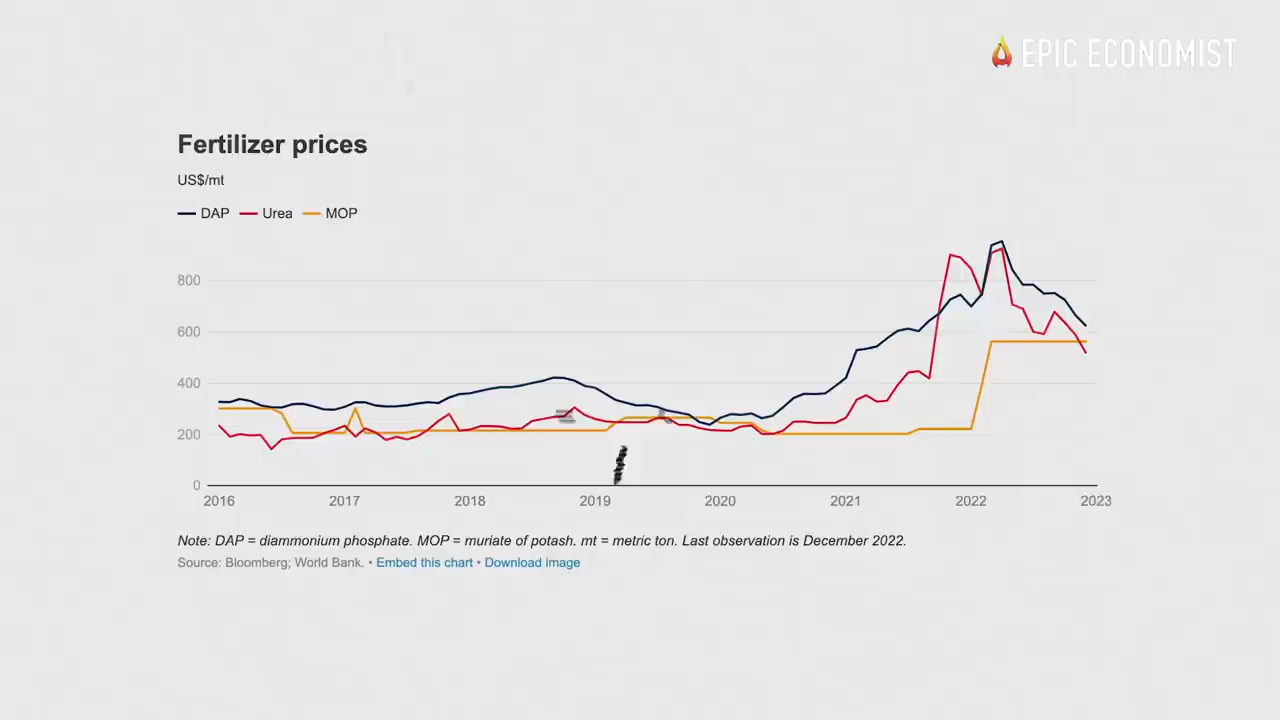 EPIC ECONOMIST
Fertilizer prices
US$/mt
DAP Urea MOP
800
600
400
200
0
2016 2017 2018 2019 2020 2021 2022 2023
Note: DAP = diammonium phosphate. MOP = muriate of potash. mt = metric ton. Last observation is December 2022.
Source: Bloomberg; World Bank. • Embed this chart • Download image